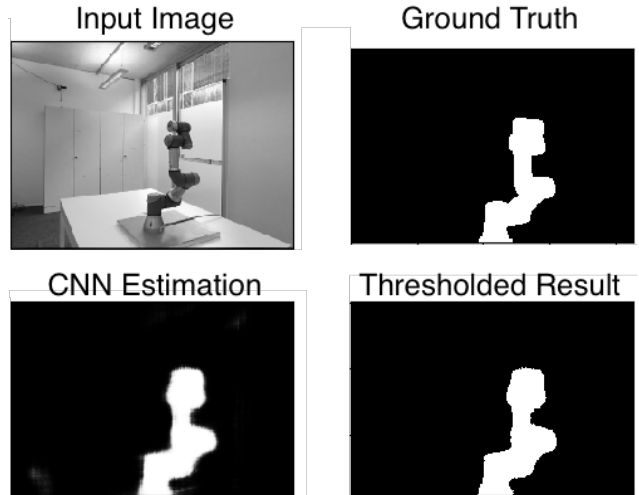 Input Image
Ground Truth
CNN Estimation
Thresholded Result